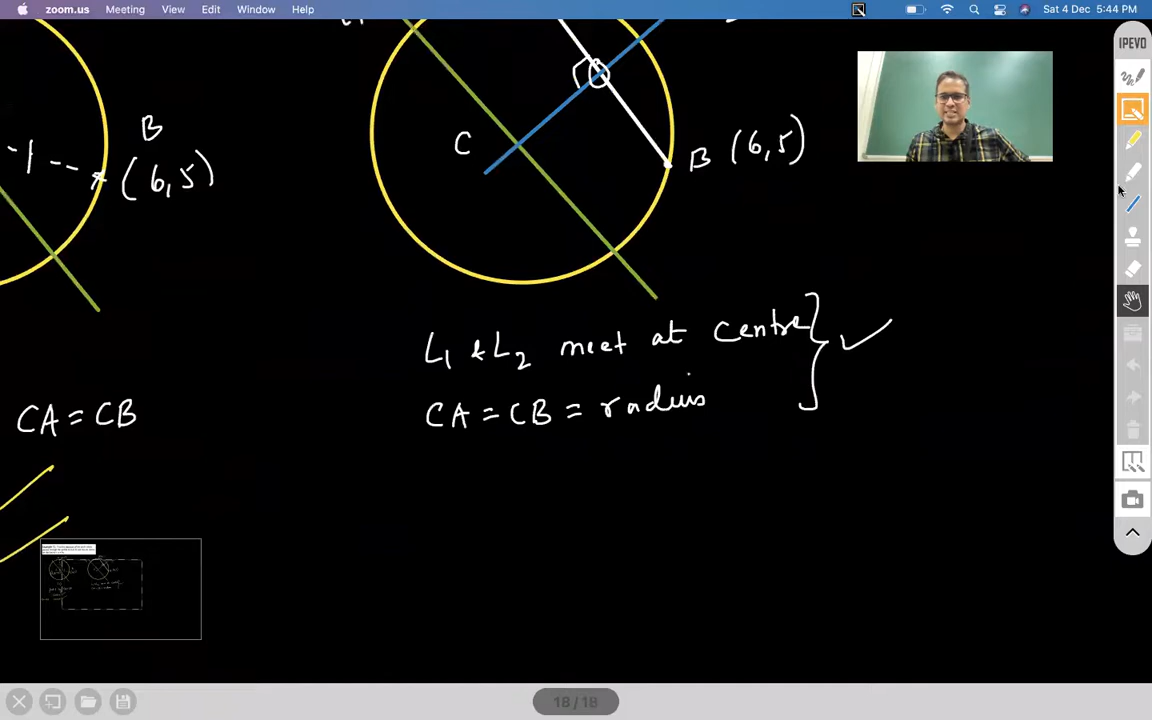 zoom.us Meeting View Edit Window Help
Sat 4 Dec 5:44 PM
IPEVO
B
(6,5)
C
B (6,5)
L1 & L2 meet at centre
CA = CB
CA = CB = radius
18 / 18